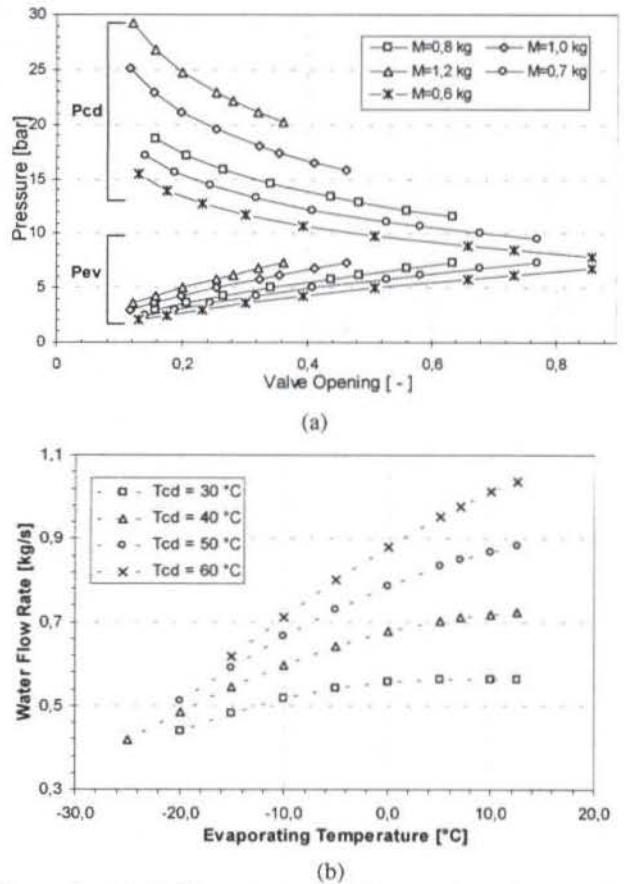 30
25
20
15
10
5
0
Pressure [bar]
Pcd
Pev
M=0,8 kg
M=1,0 kg
M=1,2 kg
M=0,7 kg
M=0,6 kg
0
0,2
0,4
0,6
0,8
Valve Opening [ - ]
(a)
1,1
0,9
0,7
0,5
0,3
Water Flow Rate [kg/s]
Tcd = 30 °C
Tcd = 40 °C
Tcd = 50 °C
Tcd = 60 °C
-30,0
-20,0
-10,0
0,0
10,0
20,0
Evaporating Temperature [°C]
(b)